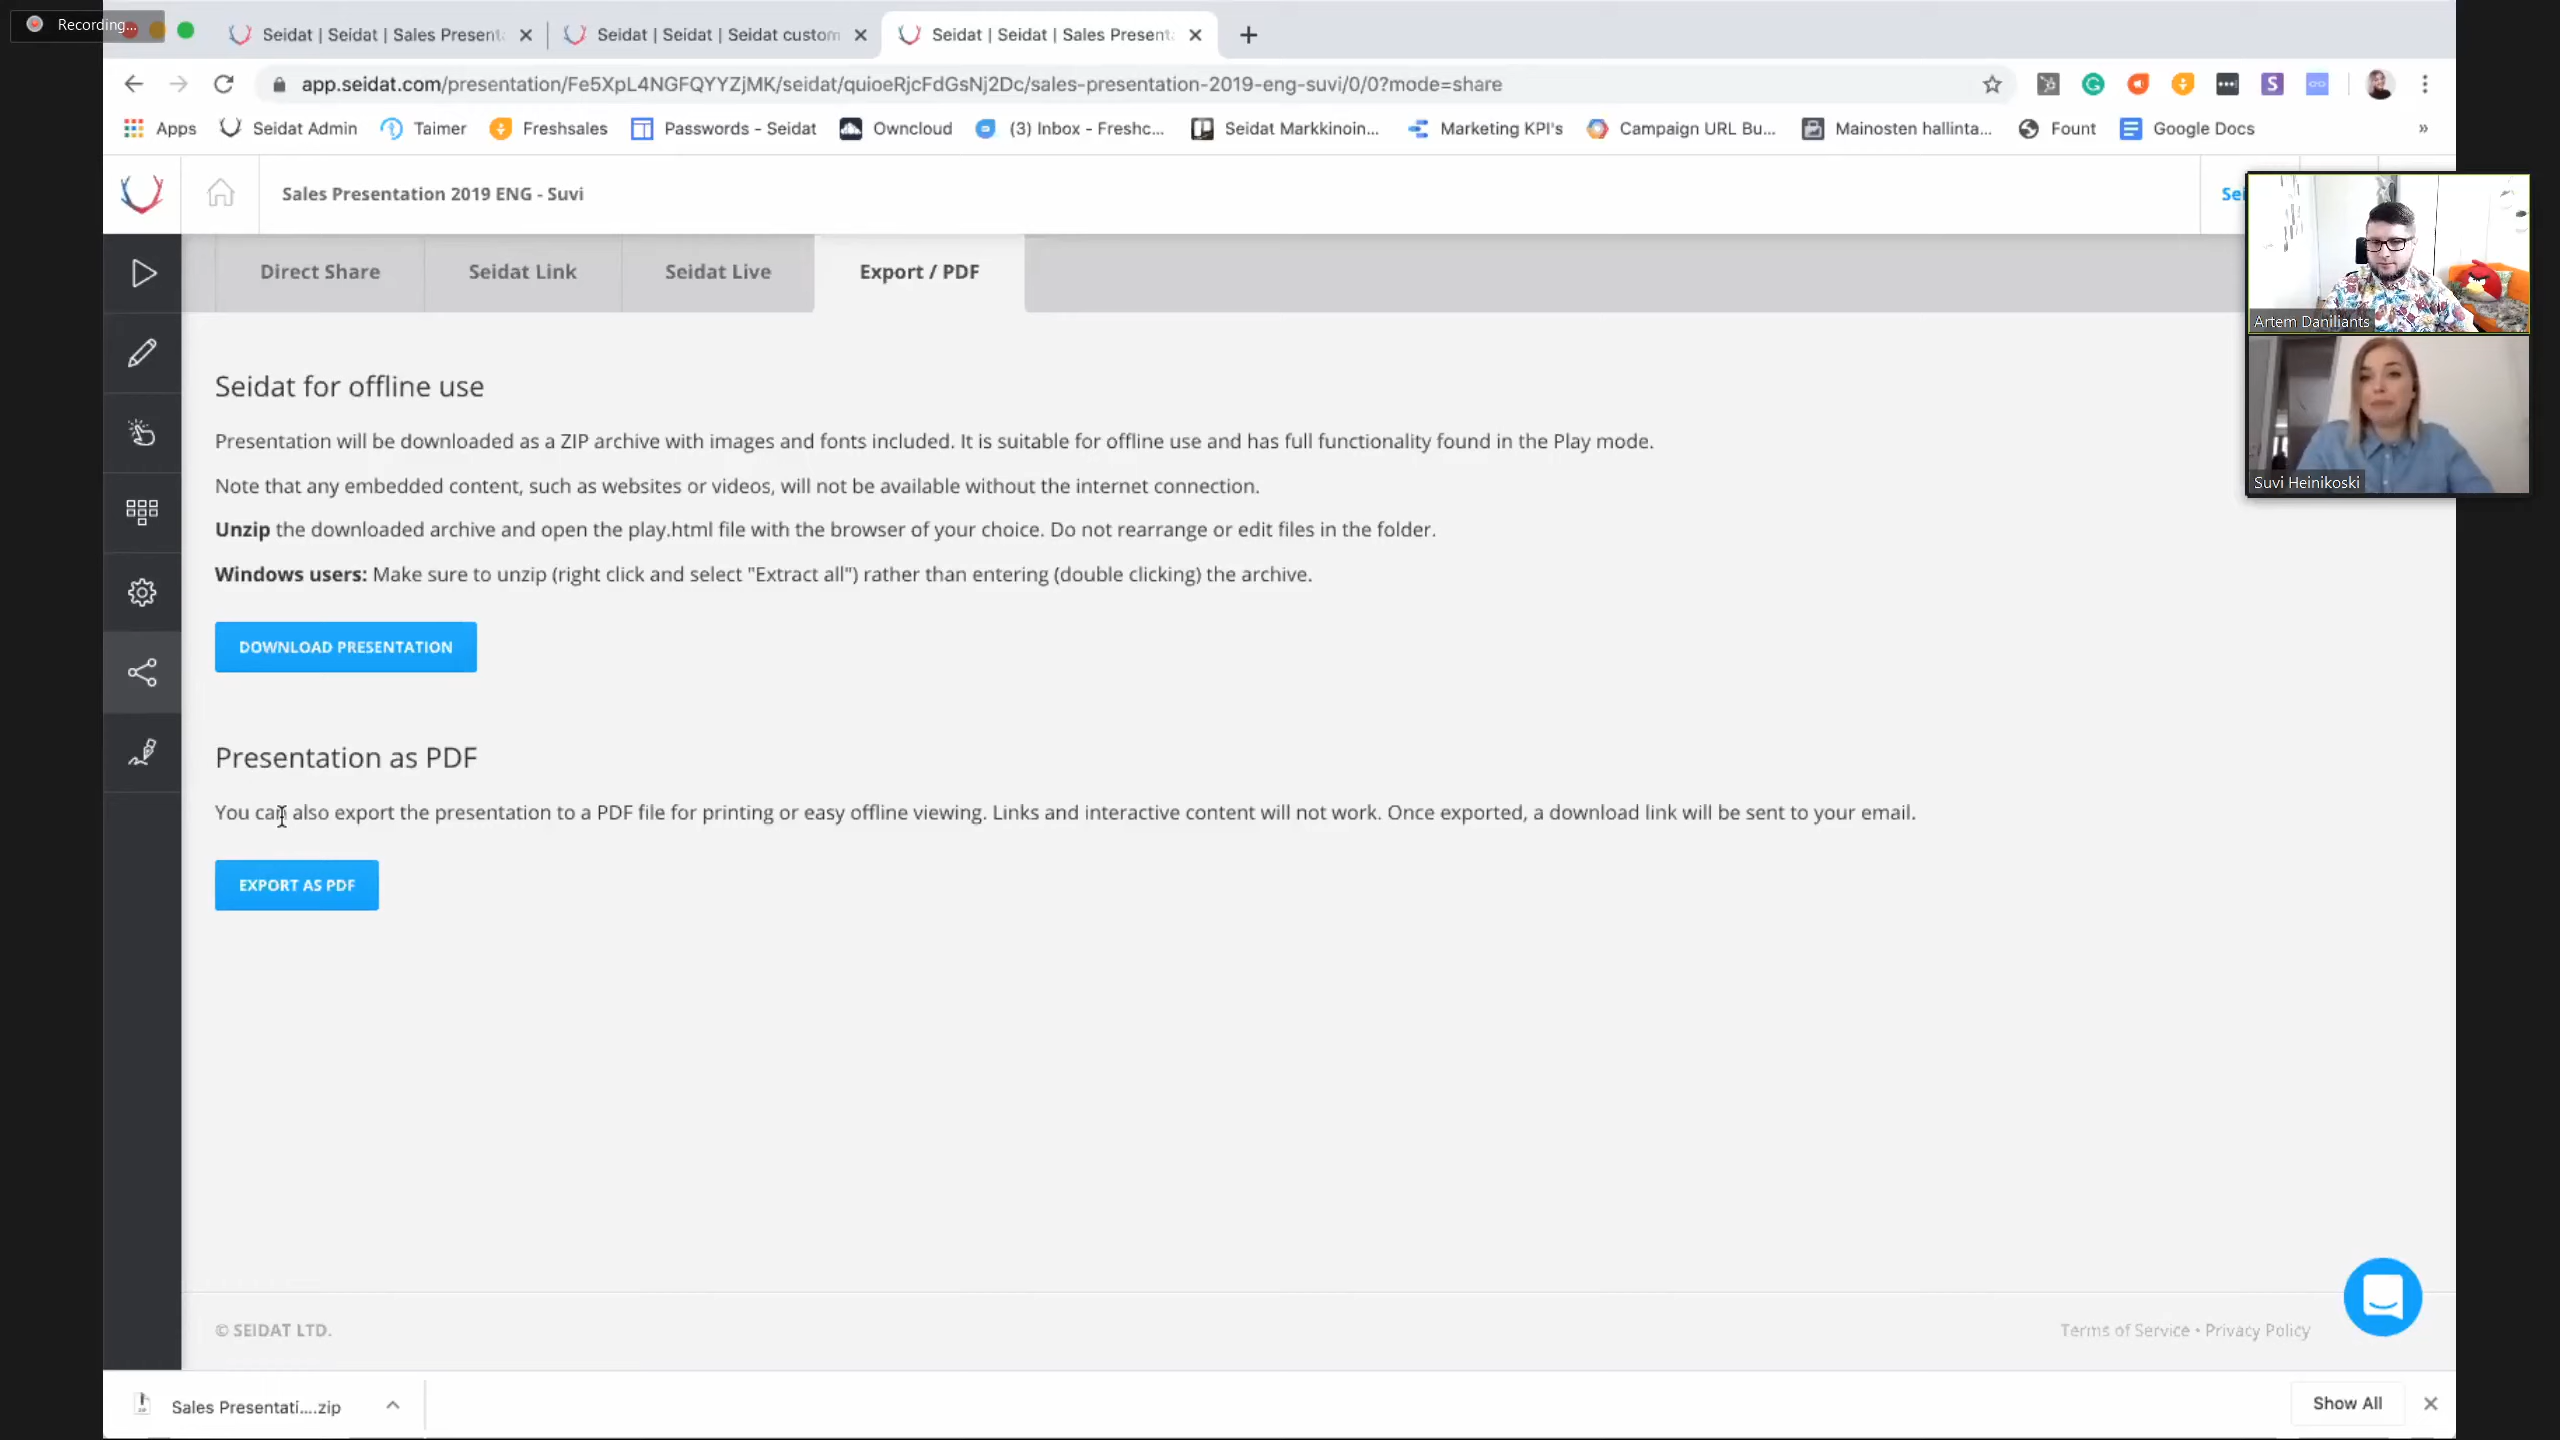 Recording...
Seidat | Seidat | Sales Present
Seidat | Seidat | Seidat custom
Seidat | Seidat | Sales Present
app.seidat.com/presentation/Fe5XpL4NGFQYYZjMK/seidat/quioeRjcFdGsNj2Dc/sales-presentation-2019-eng-suvi/0/0?mode=share
Apps Seidat Admin Taimer Freshsales Passwords - Seidat Owncloud (3) Inbox - Freshc... Seidat Markkinoin... Marketing KPI's Campaign URL Bu... Mainosten hallinta... Fount Google Docs »
Sales Presentation 2019 ENG - Suvi
Sei
Direct Share Seidat Link Seidat Live Export / PDF
Artem Daniliants
Suvi Heinikoski
Seidat for offline use
Presentation will be downloaded as a ZIP archive with images and fonts included. It is suitable for offline use and has full functionality found in the Play mode.
Note that any embedded content, such as websites or videos, will not be available without the internet connection.
Unzip the downloaded archive and open the play.html file with the browser of your choice. Do not rearrange or edit files in the folder.
Windows users: Make sure to unzip (right click and select "Extract all") rather than entering (double clicking) the archive.
DOWNLOAD PRESENTATION
Presentation as PDF
You can also export the presentation to a PDF file for printing or easy offline viewing. Links and interactive content will not work. Once exported, a download link will be sent to your email.
EXPORT AS PDF
© SEIDAT LTD.
Terms of Service • Privacy Policy
Sales Presentati....zip
Show All